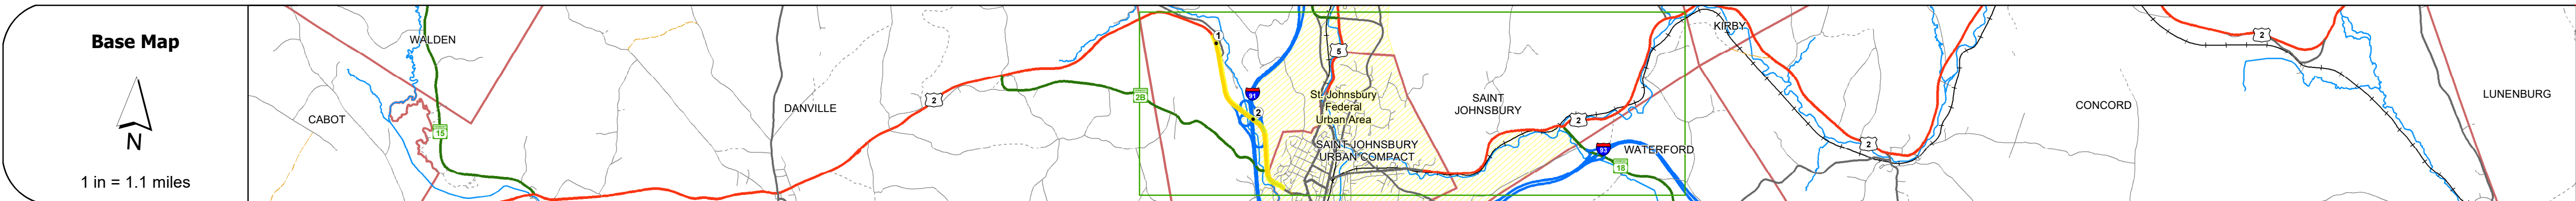 Base Map
N
1 in = 1.1 miles
WALDEN
CABOT
15
DANVILLE
2
2B
1
91
2
5
St. Johnsbury
Federal
Urban Area
SAINT JOHNSBURY
URBAN COMPACT
SAINT
JOHNSBURY
2
93
18
WATERFORD
KIRBY
2
CONCORD
2
LUNENBURG